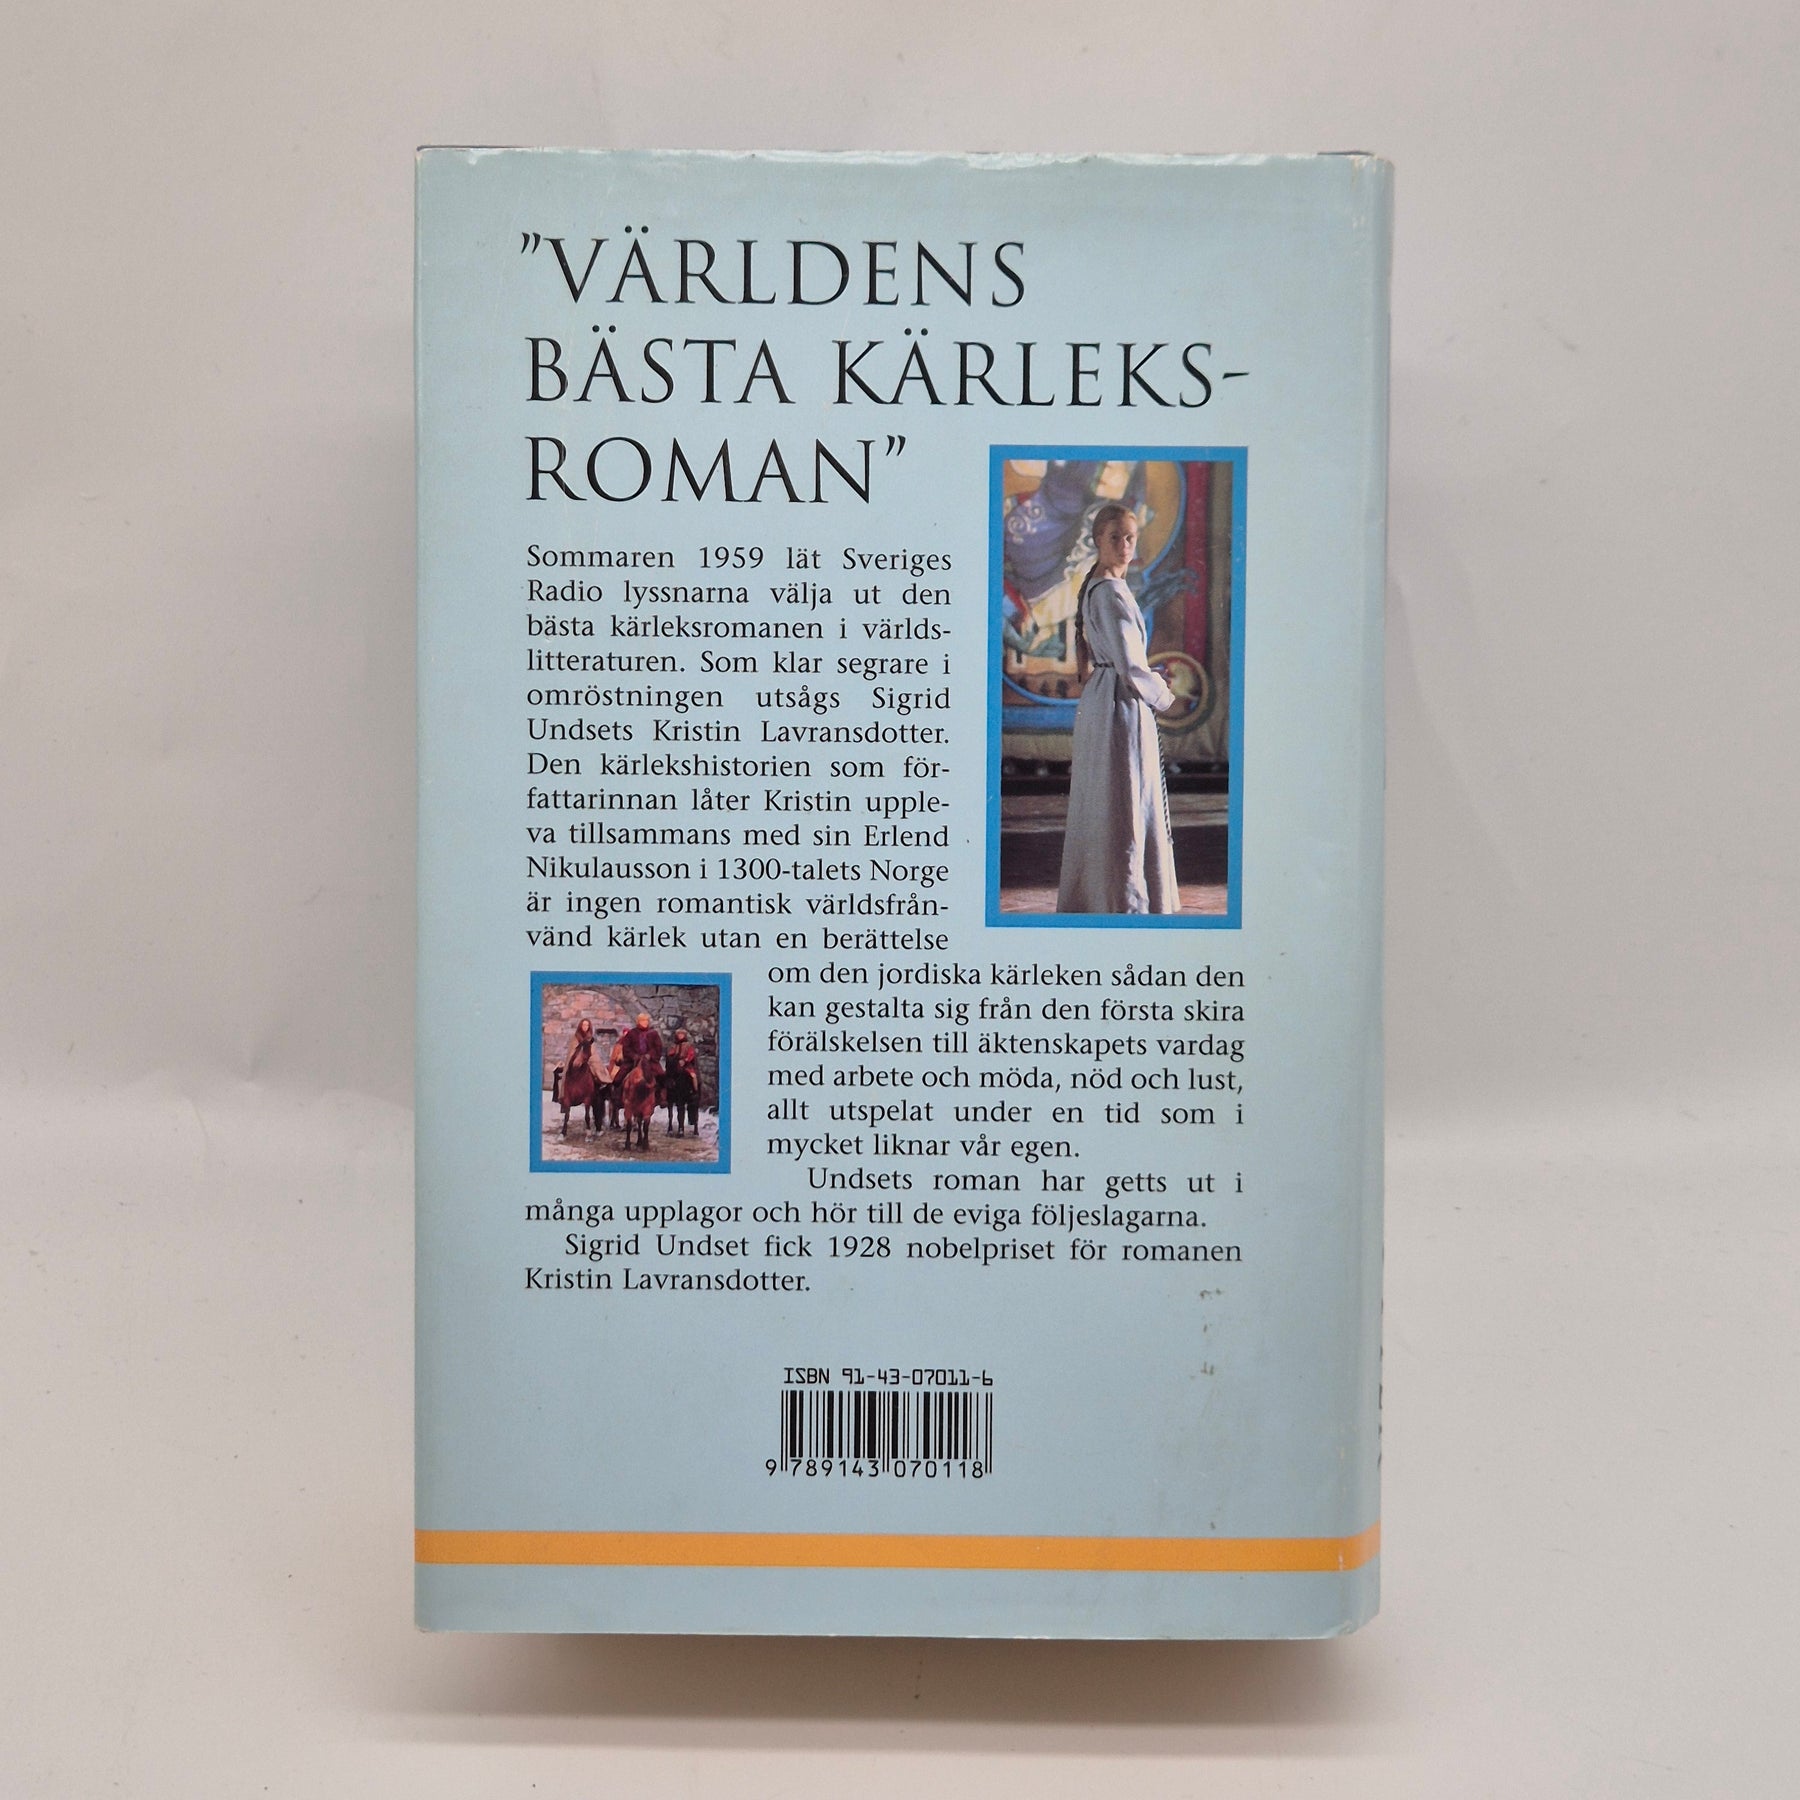 ”VÄRLDENS
BÄSTA KÄRLEKS-
ROMAN”
Sommaren 1959 lät Sveriges
Radio lyssnarna välja ut den
bästa kärleksromanen i världs-
litteraturen. Som klar segrare i
omröstningen utsågs Sigrid
Undsets Kristin Lavransdotter.
Den kärlekshistorien som för-
fattarinnan låter Kristin upple-
va tillsammans med sin Erlend
Nikulausson i 1300-talets Norge
är ingen romantisk världsfrån-
vänd kärlek utan en berättelse
om den jordiska kärleken sådan den
kan gestalta sig från den första skira
förälskelsen till äktenskapets vardag
med arbete och möda, nöd och lust,
allt utspelat under en tid som i
mycket liknar vår egen.
Undsets roman har getts ut i
många upplagor och hör till de eviga följeslagarna.
Sigrid Undset fick 1928 nobelpriset för romanen
Kristin Lavransdotter.
ISBN 91-43-07011-6
9 789143 070118